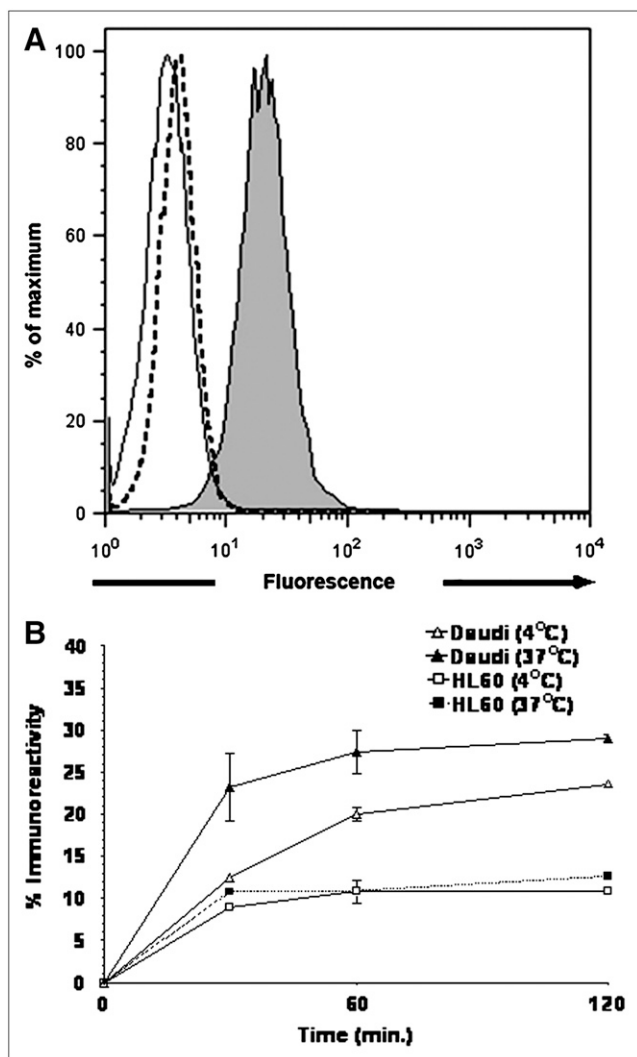 A
% of maximum
100
80
60
40
20
0
10⁰ 10¹ 10² 10³ 10⁴
Fluorescence
B
Daudi (4°C)
Daudi (37°C)
HL60 (4°C)
HL60 (37°C)
% Immunoreactivity
40
35
30
25
20
15
10
5
0
0 60 120
Time (min.)